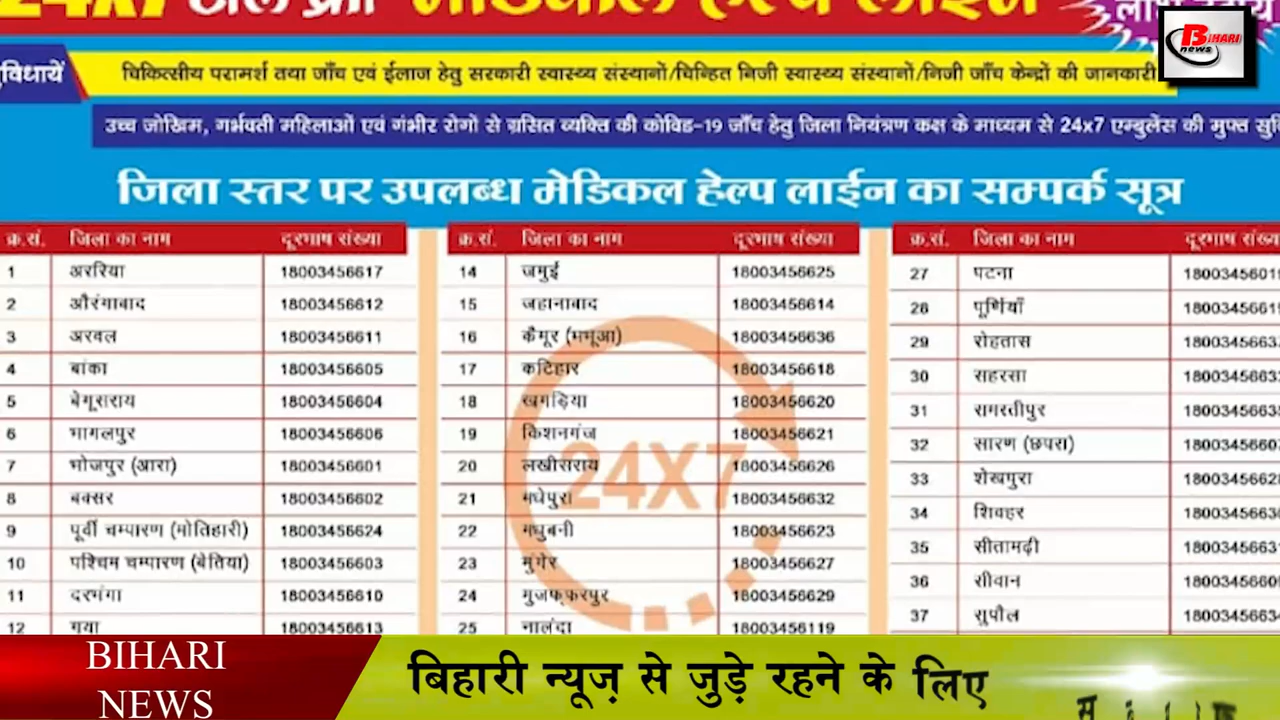 24x7 टोल फ्री मेडिकल हेल्प लाईन
BIHARI
news
चिकित्सीय परामर्श तथा जाँच एवं ईलाज हेतु सरकारी स्वास्थ्य संस्थानों/चिन्हित निजी स्वास्थ्य संस्थानों/निजी जाँच केन्द्रों की जानकारी
उच्च जोखिम, गर्भवती महिलाओं एवं गंभीर रोगों से ग्रसित व्यक्ति की कोविड-19 जाँच हेतु जिला नियंत्रण कक्ष के माध्यम से 24x7 एम्बुलेंस की मुफ्त
जिला स्तर पर उपलब्ध मेडिकल हेल्प लाईन का सम्पर्क सूत्र
क्र.सं. जिला का नाम दूरभाष संख्या
1 अररिया 18003456617
2 औरंगाबाद 18003456612
3 अरवल 18003456611
4 बांका 18003456605
5 बेगूसराय 18003456604
6 भागलपुर 18003456606
7 भोजपुर (आरा) 18003456601
8 बक्सर 18003456602
9 पूर्वी चम्पारण (मोतिहारी) 18003456624
10 पश्चिम चम्पारण (बेतिया) 18003456603
11 दरभंगा 18003456610
12 गया 18003456613
क्र.सं. जिला का नाम दूरभाष संख्या
14 जमुई 18003456625
15 जहानाबाद 18003456614
16 कैमूर (भभूआ) 18003456636
17 कटिहार 18003456618
18 खगड़िया 18003456620
19 किशनगंज 18003456621
20 लखीसराय 18003456626
21 मधेपुरा 18003456632
22 मधुबनी 18003456623
23 मुंगेर 18003456627
24 मुजफ्फरपुर 18003456629
25 नालंदा 18003456119
24X7
क्र.सं. जिला का नाम दूरभाष
27 पटना
28 पूर्णियाँ
29 रोहतास
30 सहरसा
31 समस्तीपुर
32 सारण (छपरा)
33 शेखपुरा
34 शिवहर
35 सीतामढ़ी
36 सीवान
37 सुपौल
BIHARI
NEWS
बिहारी न्यूज़ से जुड़े रहने के लिए